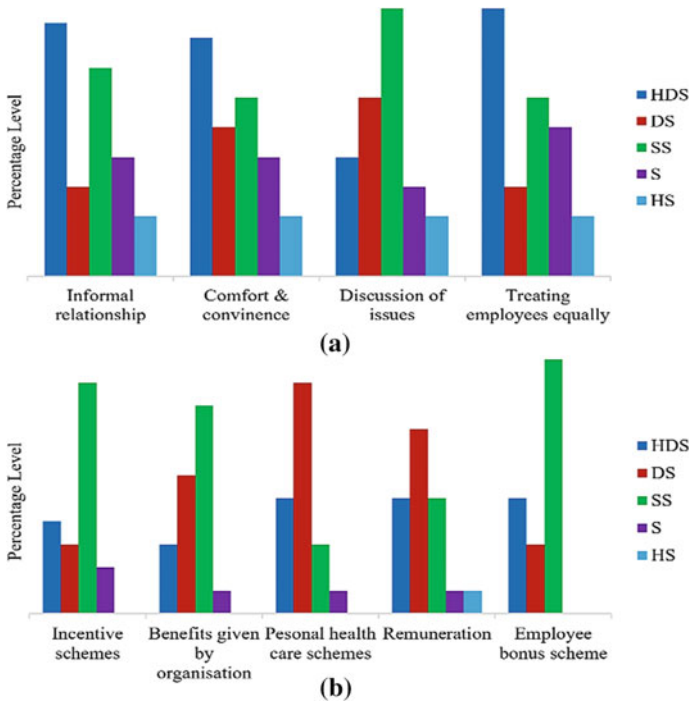 Percentage Level
HDS
DS
SS
S
HS
Informal
relationship
Comfort &
convinence
Discussion of
issues
Treating
employees equally
(a)
Percentage Level
HDS
DS
SS
S
HS
Incentive
schemes
Benefits given
by
organisation
Pesonal health
care schemes
Remuneration
Employee
bonus scheme
(b)